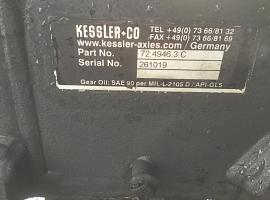 KESSLER+CO TEL +49(0) 73 66/81 32
FAX +49(0) 73 66/81 69
www.kessler-axles.com / Germany
Part No. 72.4946.3 C
Serial No. 261019
Gear Oil: SAE 90 per MIL-L-2105 D / API-GL5